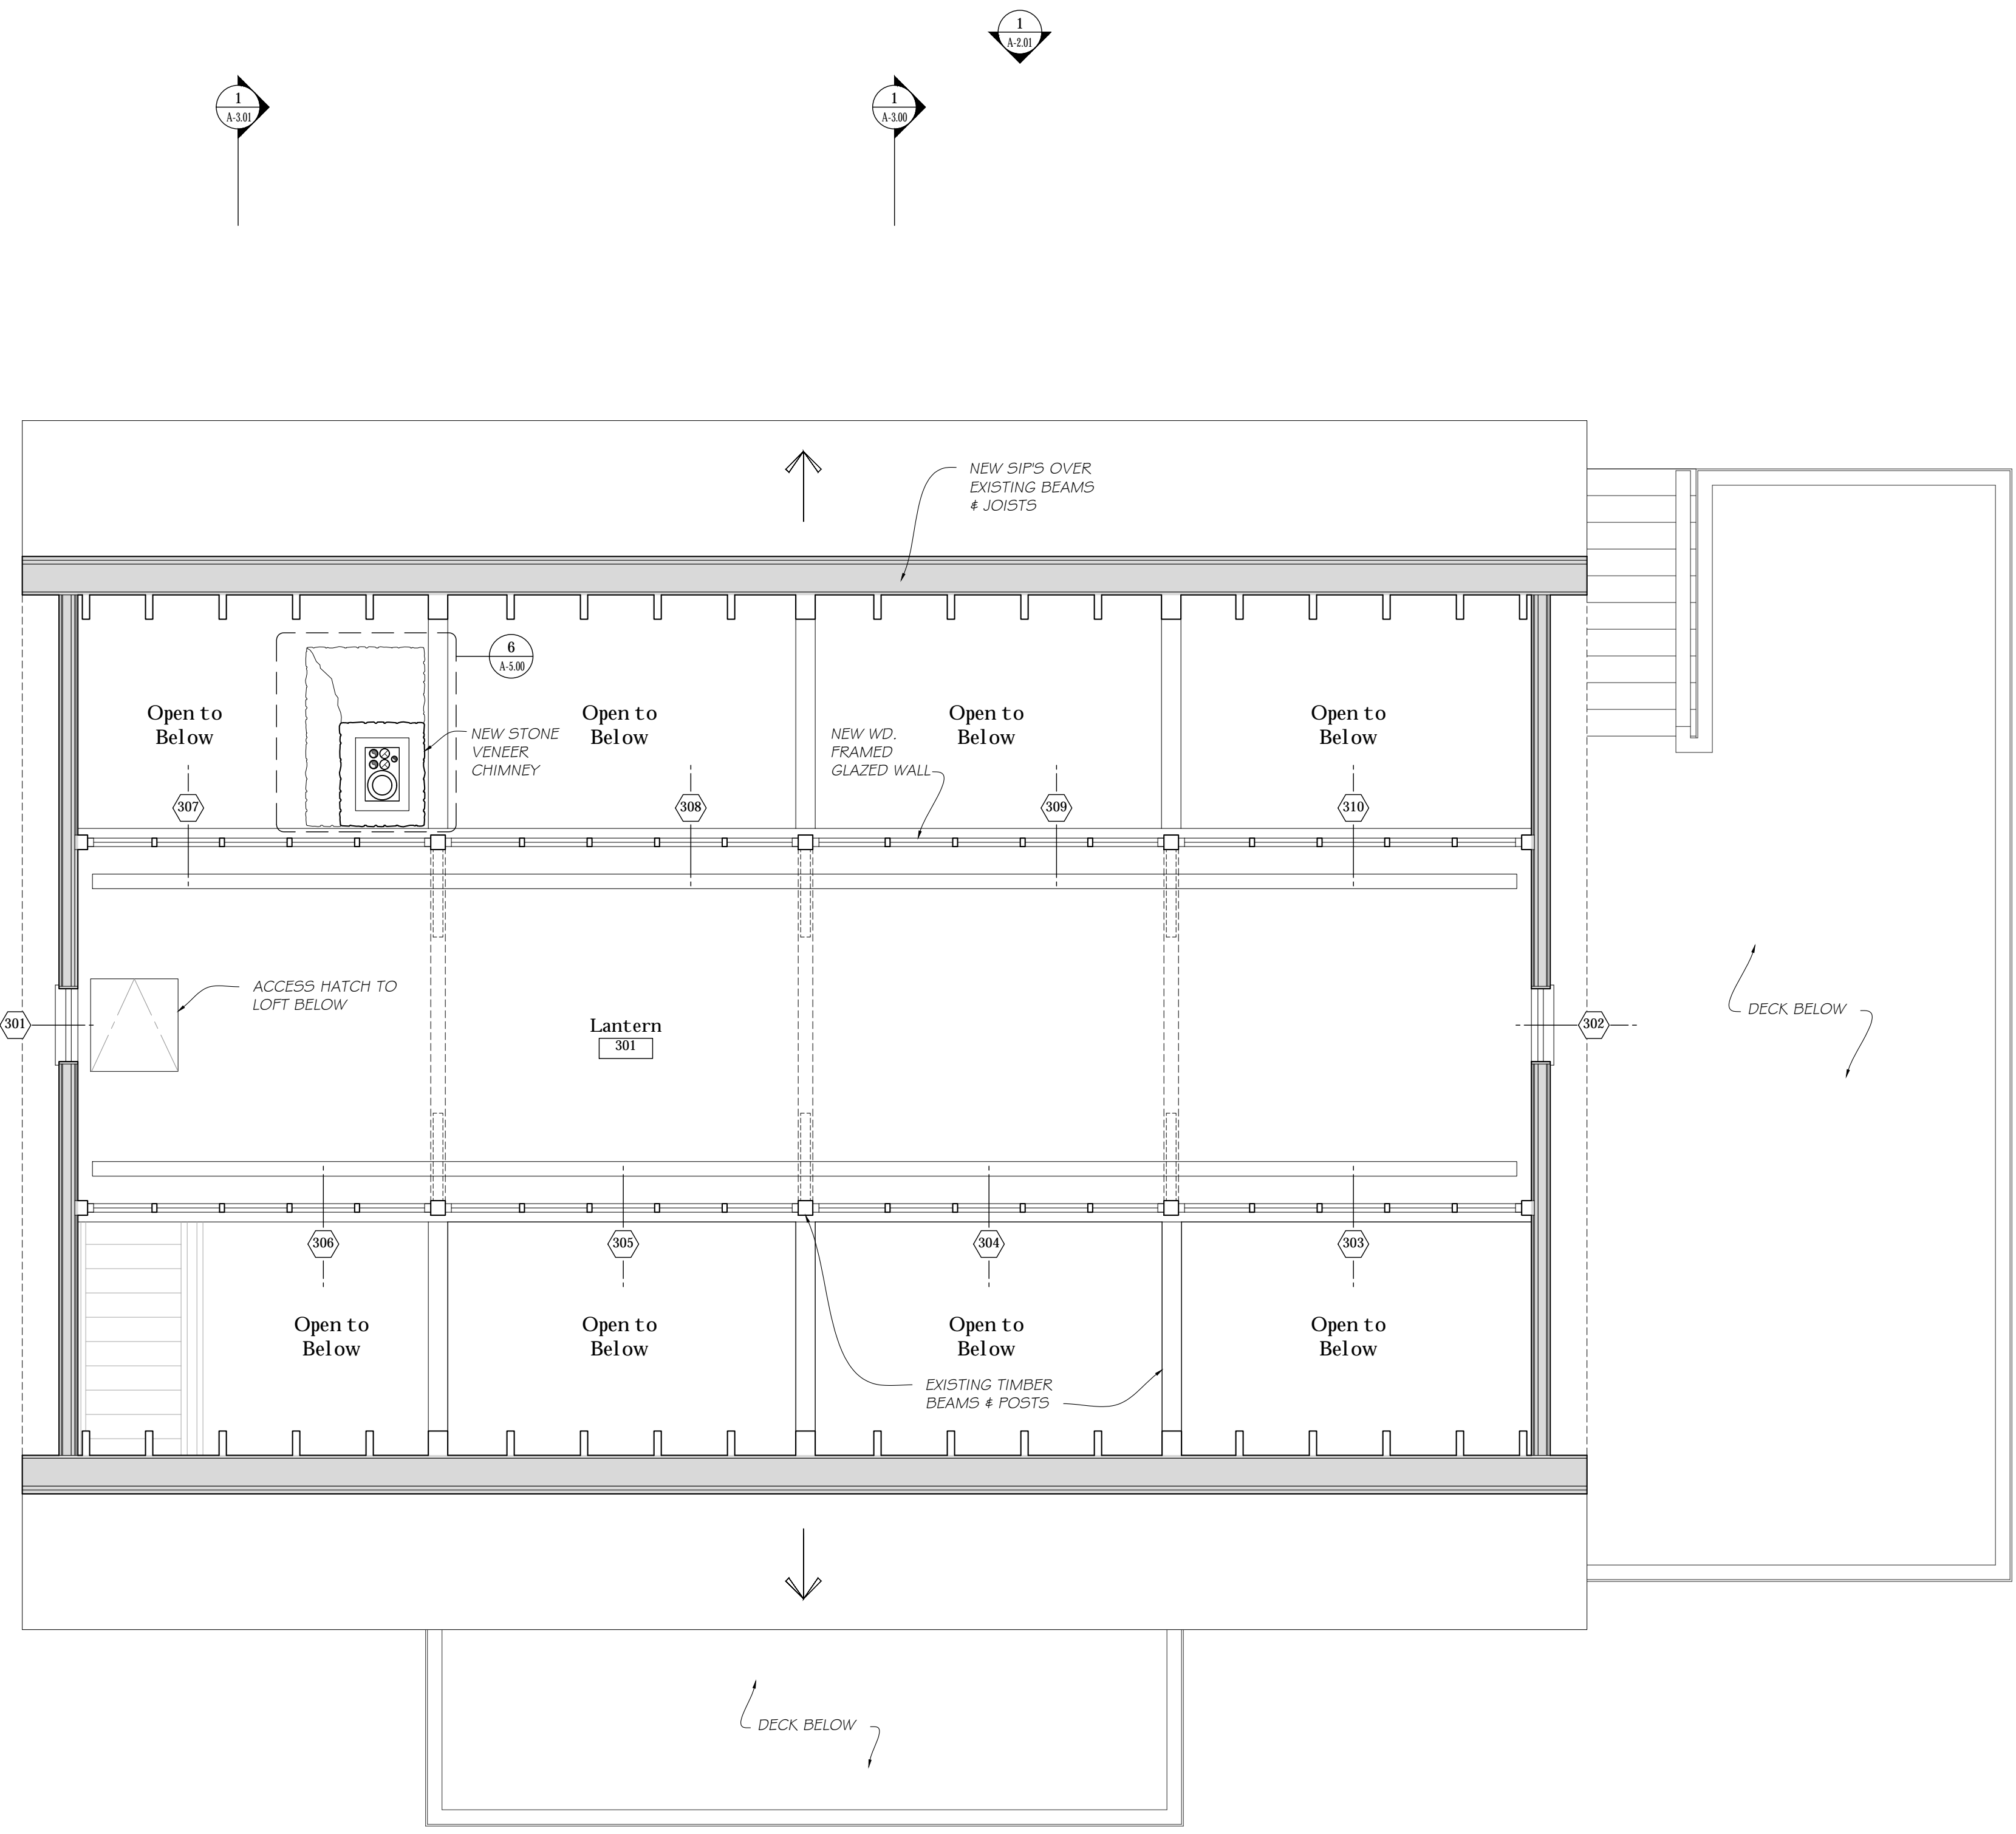 1
A-2.01
1
A-3.01
1
A-3.00
NEW SIP'S OVER
EXISTING BEAMS
& JOISTS
6
A-5.00
Open to
Below
Open to
Below
Open to
Below
Open to
Below
NEW STONE
VENEER
CHIMNEY
NEW WD.
FRAMED
GLAZED WALL
307
308
309
310
ACCESS HATCH TO
LOFT BELOW
301
Lantern
301
302
DECK BELOW
306
305
304
303
Open to
Below
Open to
Below
Open to
Below
Open to
Below
EXISTING TIMBER
BEAMS & POSTS
DECK BELOW